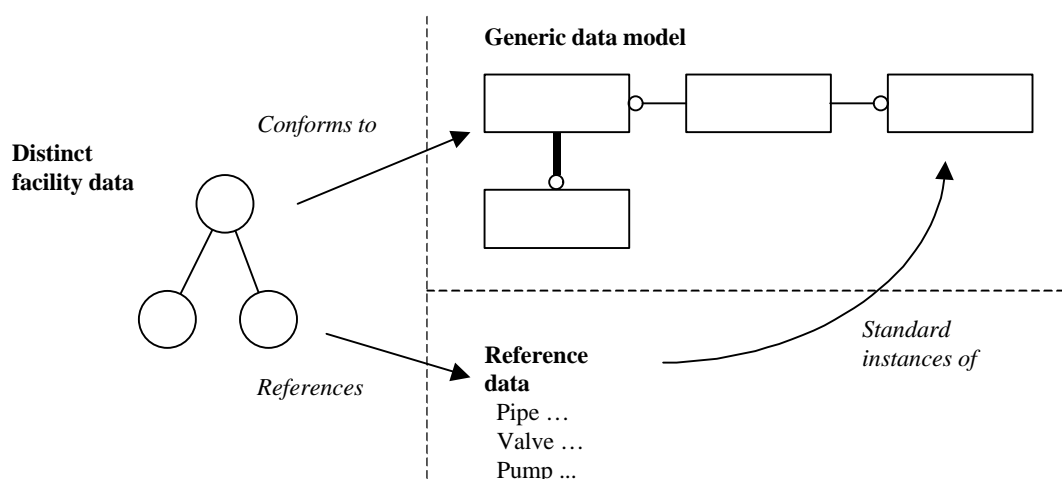 Generic data model
Conforms to
Distinct
facility data
Standard
instances of
Reference
data
References
Pipe …
Valve …
Pump ...